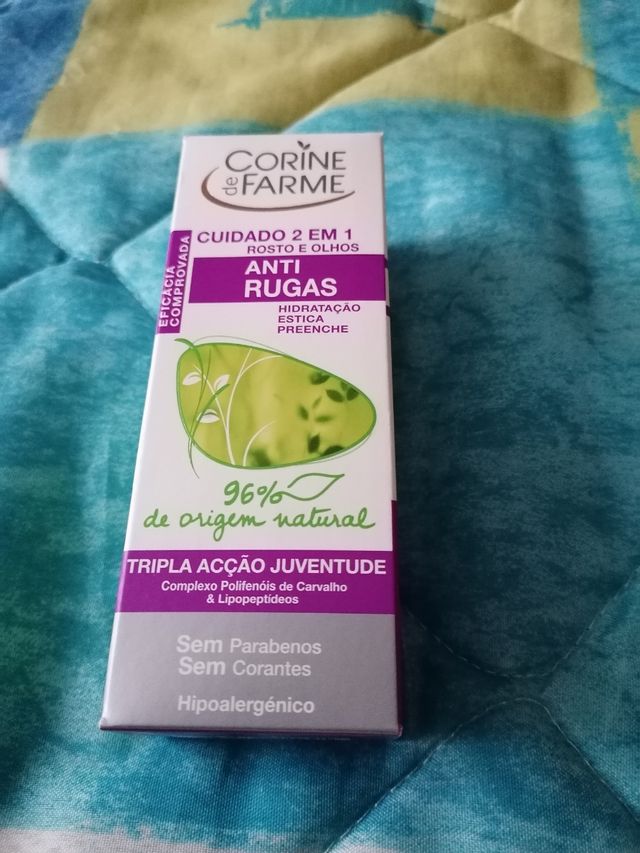 CORINE
de FARME
CUIDADO 2 EM 1
ROSTO E OLHOS
EFICÁCIA
COMPROVADA
ANTI
RUGAS
HIDRATAÇÃO
ESTICA
PREENCHE
96%
de origem natural
TRIPLA ACÇÃO JUVENTUDE
Complexo Polifenóis de Carvalho
& Lipopeptídeos
Sem Parabenos
Sem Corantes
Hipoalergénico